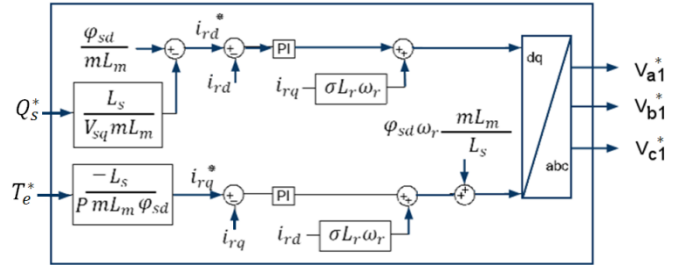 φsd / mLm
− −
ird*
− −
PI
+ +
dq
Va1*
ird
irq
σLrωr
Qs*
Ls / Vsq mLm
φsd ωr mLm / Ls
Vb1*
Te*
−Ls / P mLm φsd
irq*
− −
PI
+ +
+ +
abc
Vc1*
irq
ird
σLrωr